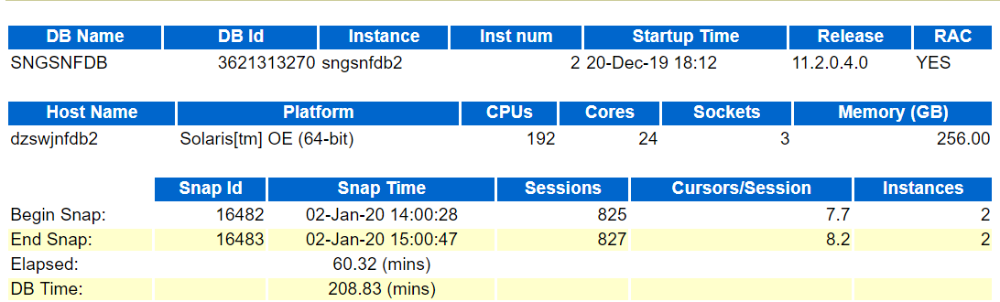 DB Name DB Id Instance Inst num Startup Time Release RAC
SNGSNFDB 3621313270 sngsnfdb2 2 20-Dec-19 18:12 11.2.0.4.0 YES
Host Name Platform CPUs Cores Sockets Memory (GB)
dzswjnfdb2 Solaris[tm] OE (64-bit) 192 24 3 256.00
Snap Id Snap Time Sessions Cursors/Session Instances
Begin Snap: 16482 02-Jan-20 14:00:28 825 7.7 2
End Snap: 16483 02-Jan-20 15:00:47 827 8.2 2
Elapsed: 60.32 (mins)
DB Time: 208.83 (mins)